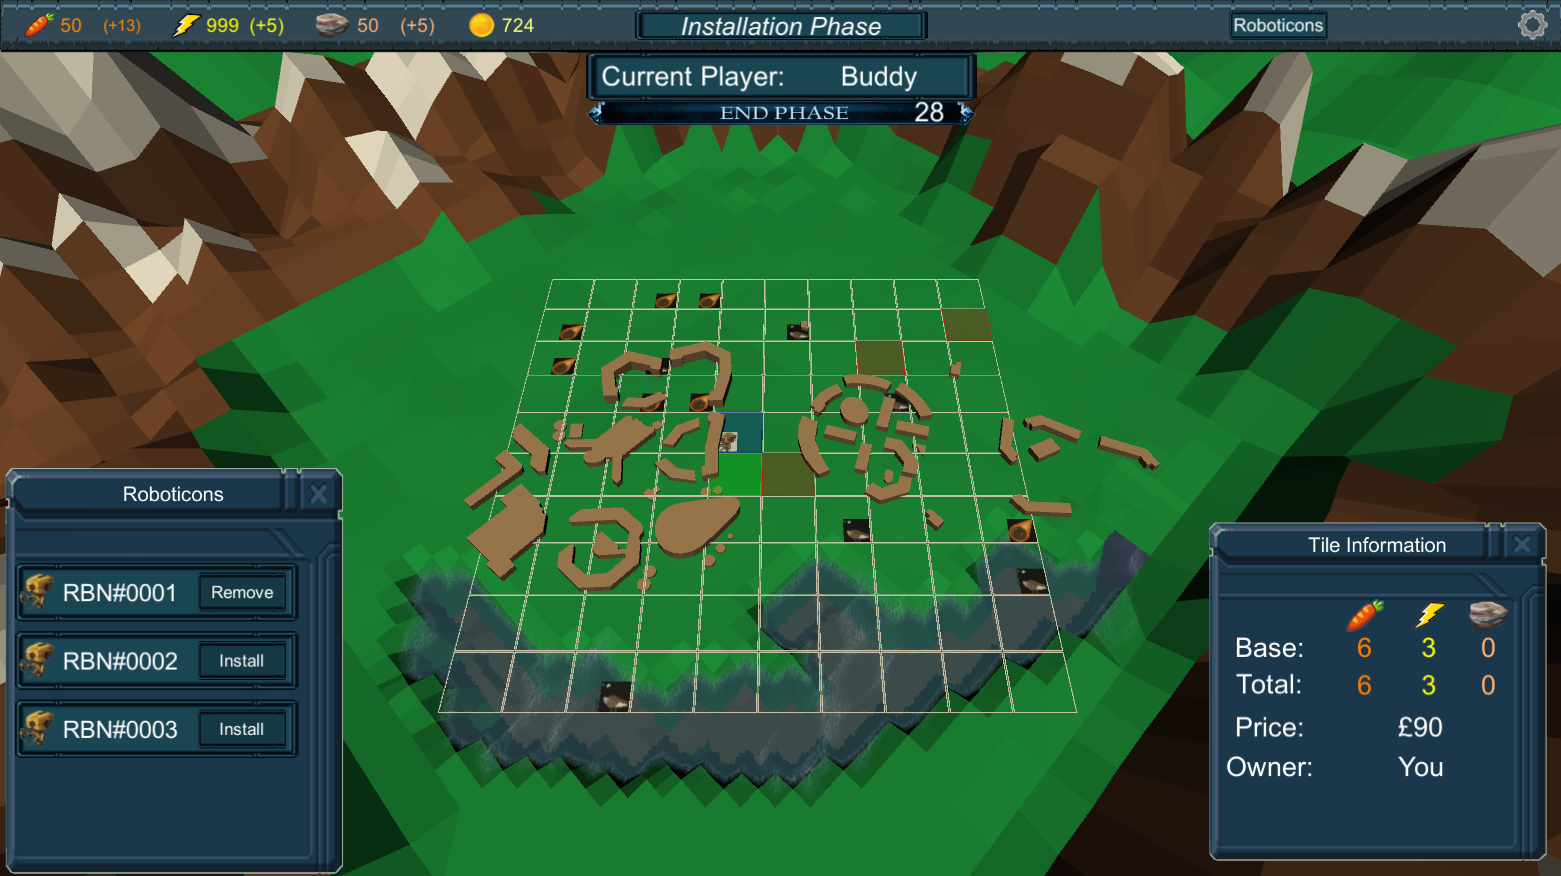 50 (+13) 999 (+5) 50 (+5) 724
Installation Phase
Roboticons
Current Player: Buddy
END PHASE 28
Roboticons
RBN#0001 Remove
RBN#0002 Install
RBN#0003 Install
Tile Information
Base: 6 3 0
Total: 6 3 0
Price: £90
Owner: You